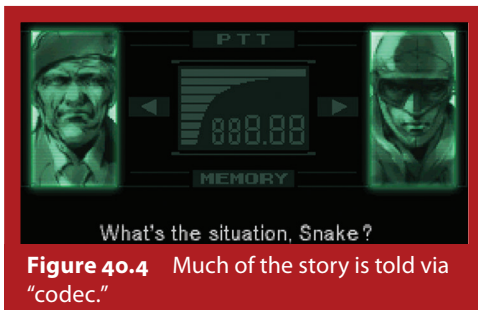 PTT
888.88
MEMORY
What's the situation, Snake?
Figure 40.4 Much of the story is told via
"codec."